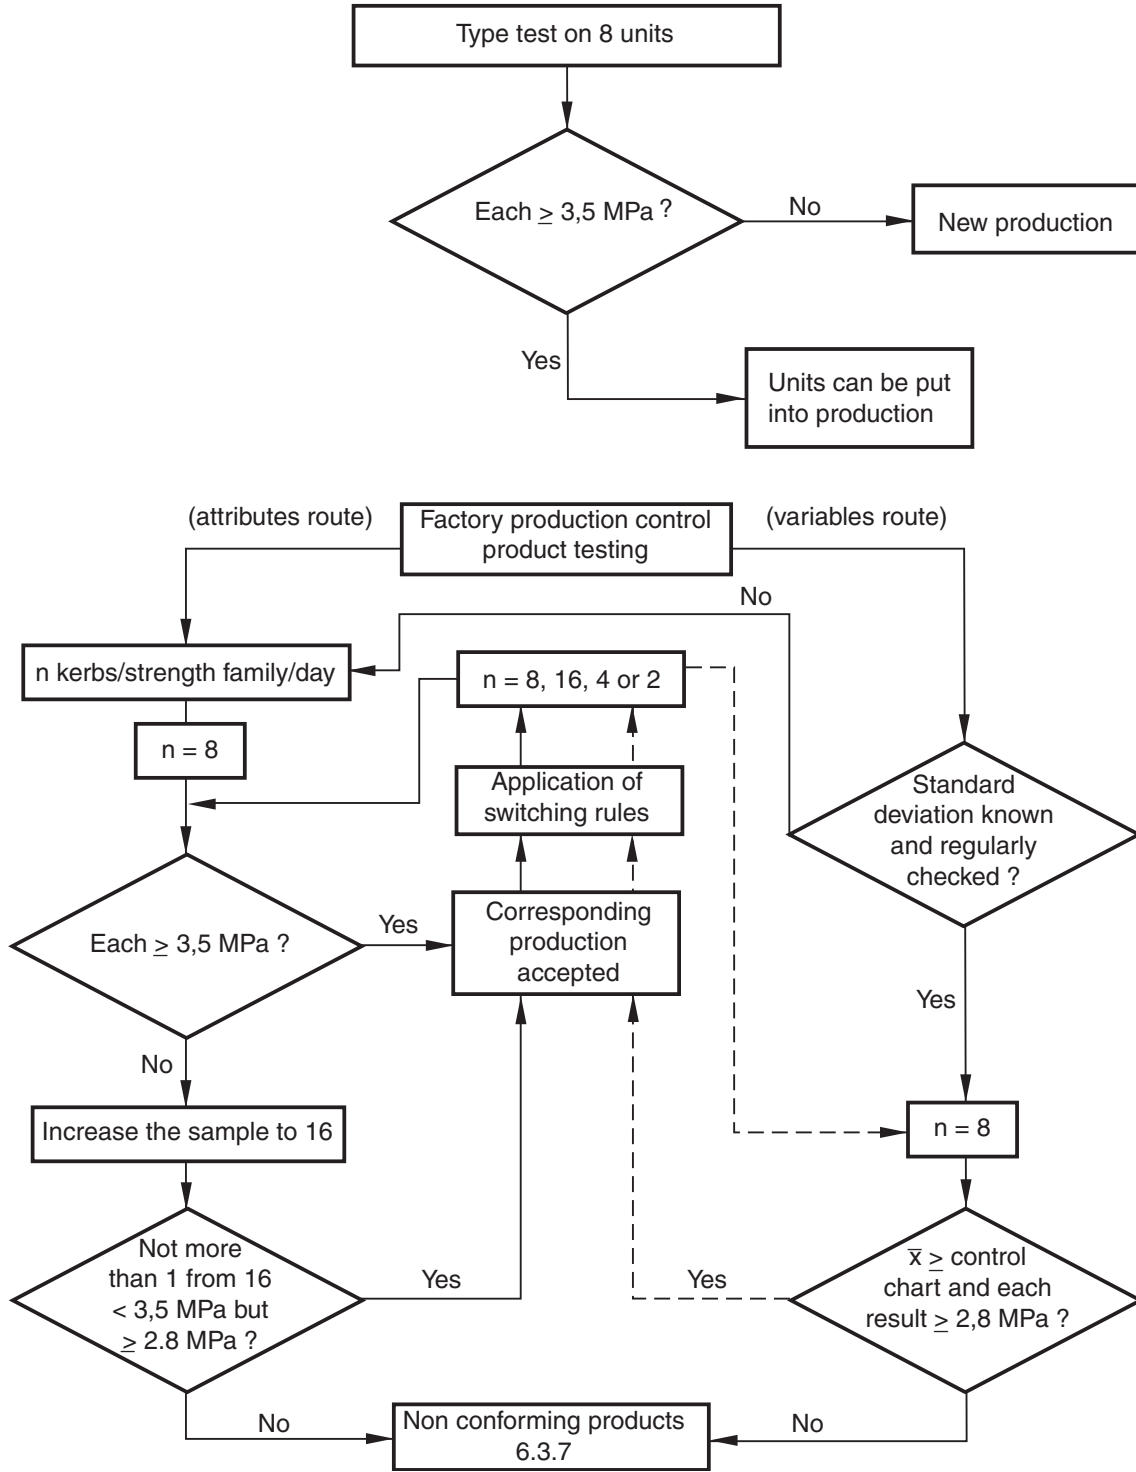 Type test on 8 units
Each ≥ 3,5 MPa ?
No
New production
Yes
Units can be put
into production
(attributes route)
Factory production control
product testing
(variables route)
No
n kerbs/strength family/day
n = 8, 16, 4 or 2
n = 8
Application of
switching rules
Standard
deviation known
and regularly
checked ?
Each ≥ 3,5 MPa ?
Yes
Corresponding
production
accepted
Yes
No
Increase the sample to 16
n = 8
Not more
than 1 from 16
< 3,5 MPa but
≥ 2.8 MPa ?
Yes
Yes
x̅ ≥ control
chart and each
result ≥ 2,8 MPa ?
No
Non conforming products
6.3.7
No